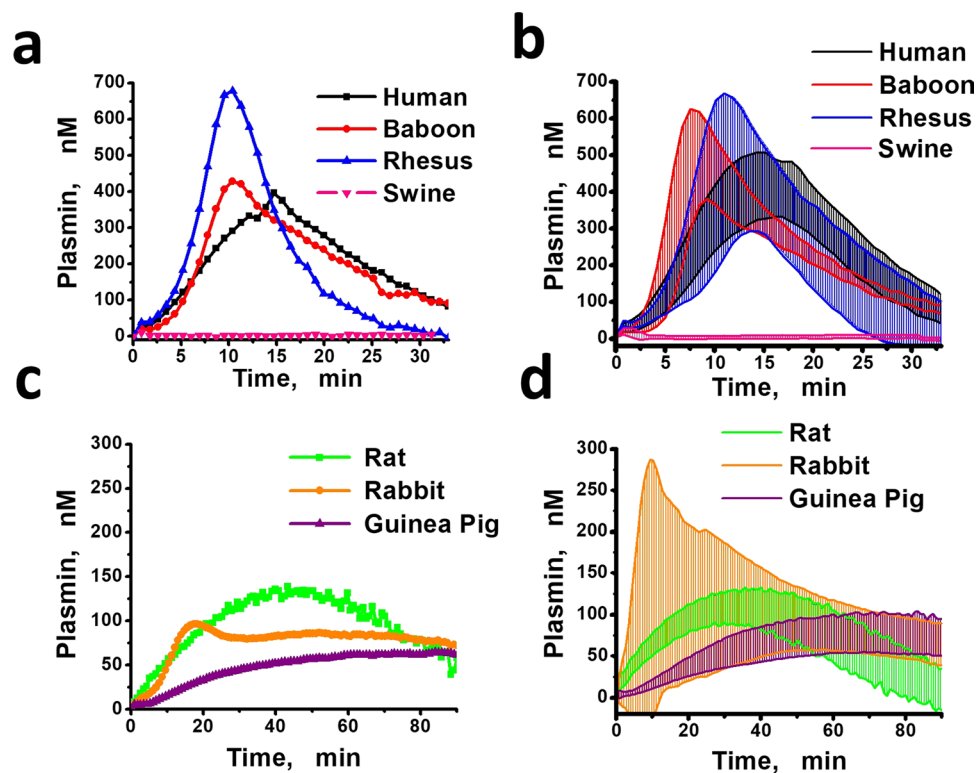 a
700
600
500
400
300
200
100
0
Plasmin, nM
Human
Baboon
Rhesus
Swine
0 5 10 15 20 25 30
Time, min
b
700
600
500
400
300
200
100
0
Plasmin, nM
Human
Baboon
Rhesus
Swine
0 5 10 15 20 25 30
Time, min
c
300
250
200
150
100
50
0
Plasmin, nM
Rat
Rabbit
Guinea Pig
0 20 40 60 80
Time, min
d
300
250
200
150
100
50
0
Plasmin, nM
Rat
Rabbit
Guinea Pig
0 20 40 60 80
Time, min